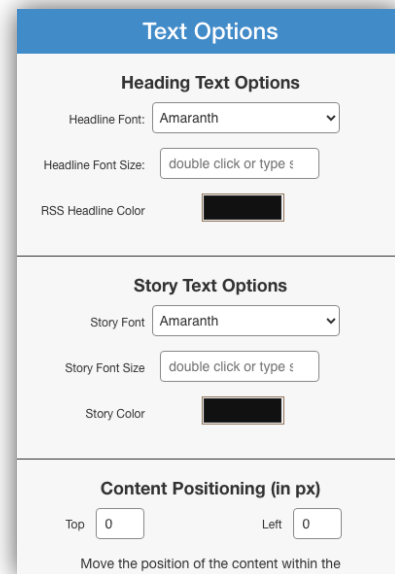 Text Options
Heading Text Options
Headline Font: Amaranth
Headline Font Size: double click or type s
RSS Headline Color
Story Text Options
Story Font Amaranth
Story Font Size double click or type s
Story Color
Content Positioning (in px)
Top 0 Left 0
Move the position of the content within the